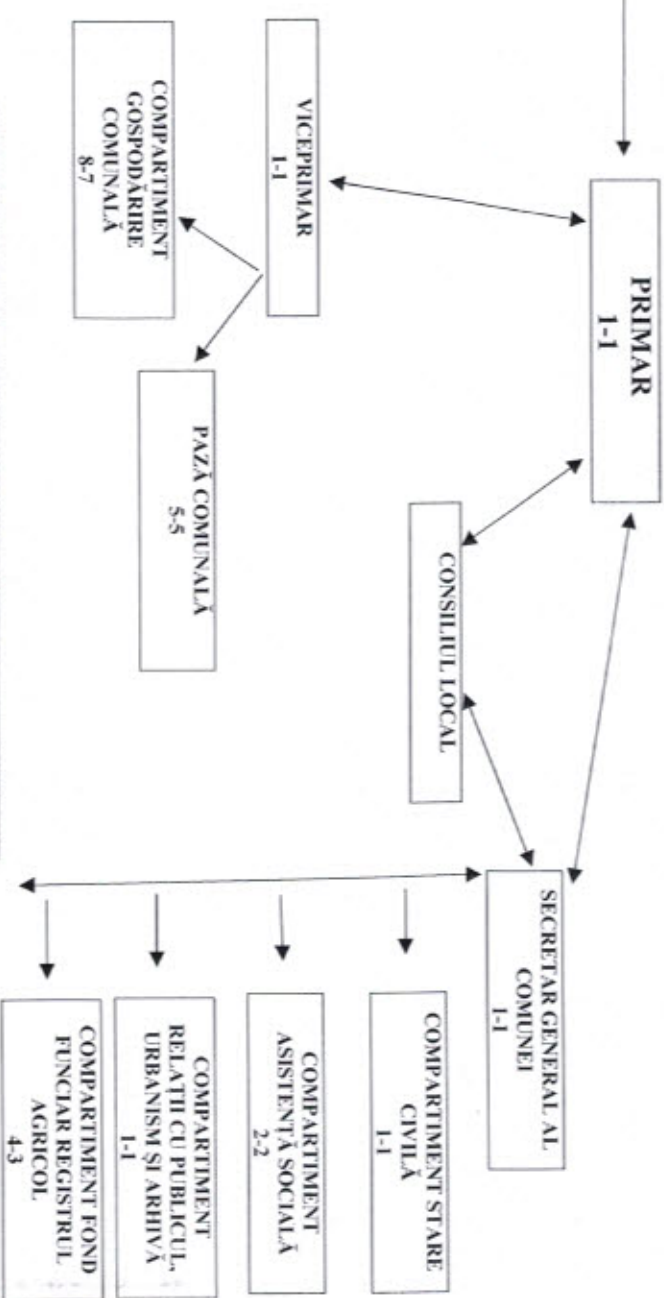 PRIMAR
1-1
VICEPRIMAR
1-1
CONSILIUL LOCAL
SECRETAR GENERAL AL
COMUNEI
1-1
COMPARTIMENT
GOSPODĂRIRE
COMUNALĂ
8-7
PAZĂ COMUNALĂ
5-5
COMPARTIMENT STARE
CIVILĂ
1-1
COMPARTIMENT
ASISTENȚĂ SOCIALĂ
2-2
COMPARTIMENT
RELAȚII CU PUBLICUL,
URBANISM ȘI ARHIVĂ
1-1
COMPARTIMENT FOND
FUNCIAR REGISTRUL
AGRICOL
4-3